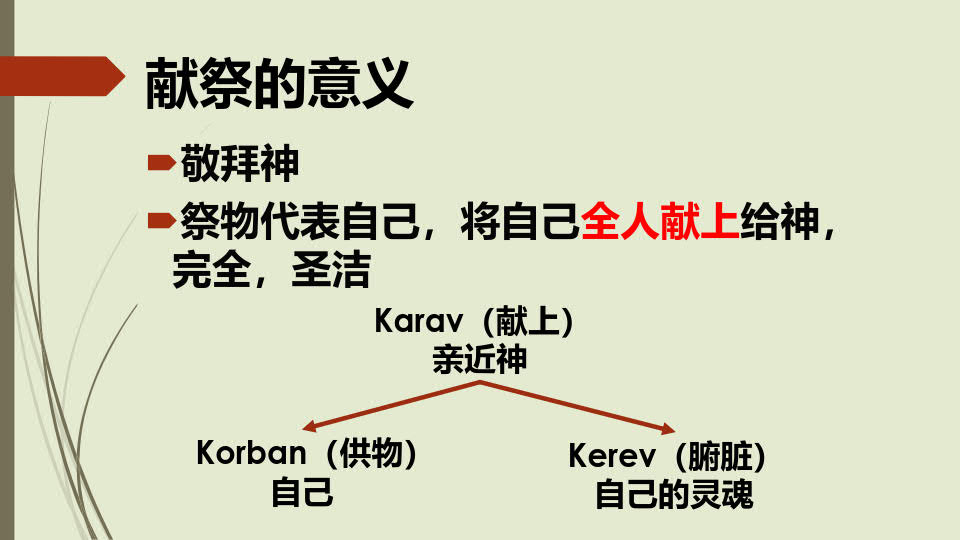 献祭的意义
敬拜神
祭物代表自己，将自己全人献上给神，
完全，圣洁
Karav（献上）
亲近神
Korban（供物）
自己
Kerev（腑脏）
自己的灵魂